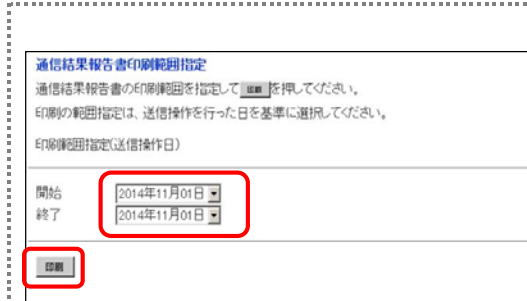 通信結果報告書印刷範囲指定
通信結果報告書の印刷範囲を指定して 印刷 を押してください。
印刷の範囲指定は、送信操作を行った日を基準に選択してください。
印刷範囲指定(送信操作日)
開始 2014年11月01日
終了 2014年11月01日
印刷